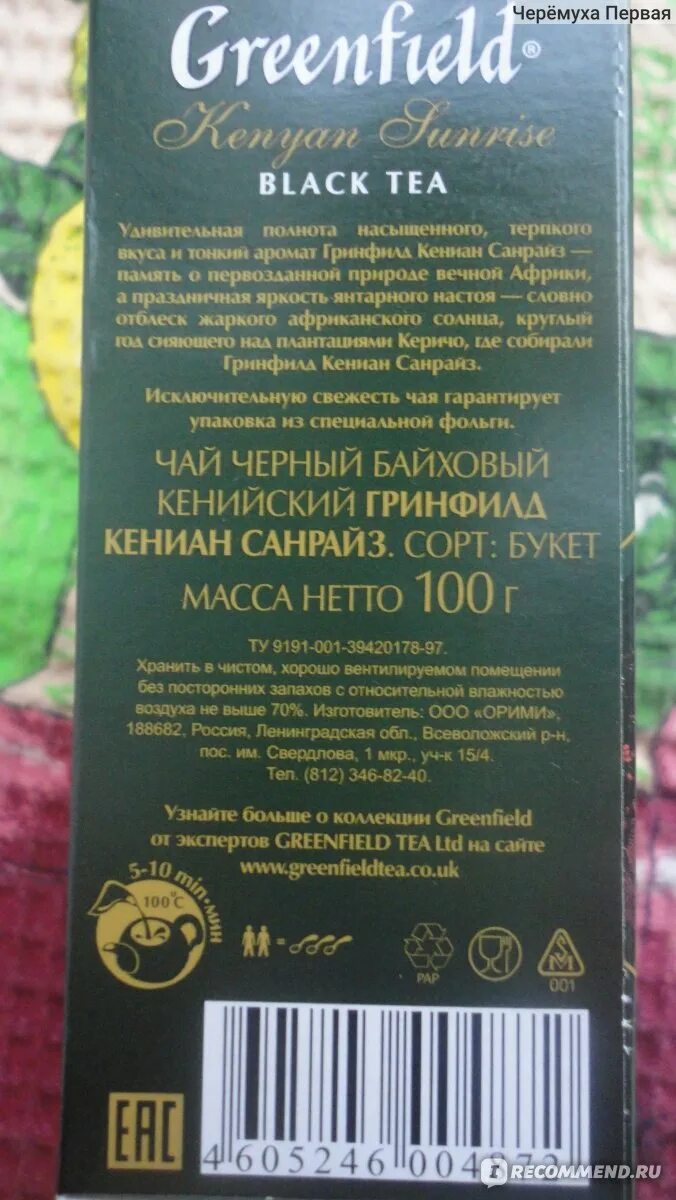 Черёмуха Первая
Greenfield®
Kenyan Sunrise
BLACK TEA
Удивительная полнота насыщенного, терпкого
вкуса и тонкий аромат Гринфилд Кениан Санрайз —
память о первозданной природе вечной Африки,
а праздничная яркость янтарного настоя — словно
отблеск жаркого африканского солнца, круглый
год сияющего над плантациями Керичо, где собирали
Гринфилд Кениан Санрайз.
Исключительную свежесть чая гарантирует
упаковка из специальной фольги.
ЧАЙ ЧЕРНЫЙ БАЙХОВЫЙ
КЕНИЙСКИЙ ГРИНФИЛД
КЕНИАН САНРАЙЗ. СОРТ: БУКЕТ
МАССА НЕТТО 100 г
ТУ 9191-001-39420178-97.
Хранить в чистом, хорошо вентилируемом помещении
без посторонних запахов с относительной влажностью
воздуха не выше 70%. Изготовитель: ООО «ОРИМИ»,
188682, Россия, Ленинградская обл., Всеволожский р-н,
пос. им. Свердлова, 1 мкр., уч-к 15/4.
Тел. (812) 346-82-40.
Узнайте больше о коллекции Greenfield
от экспертов GREENFIELD TEA Ltd на сайте
www.greenfieldtea.co.uk
5-10 min·мин
100°C
=
PAP
SM
001
EAC
4 605246 004
RECOMMEND.RU